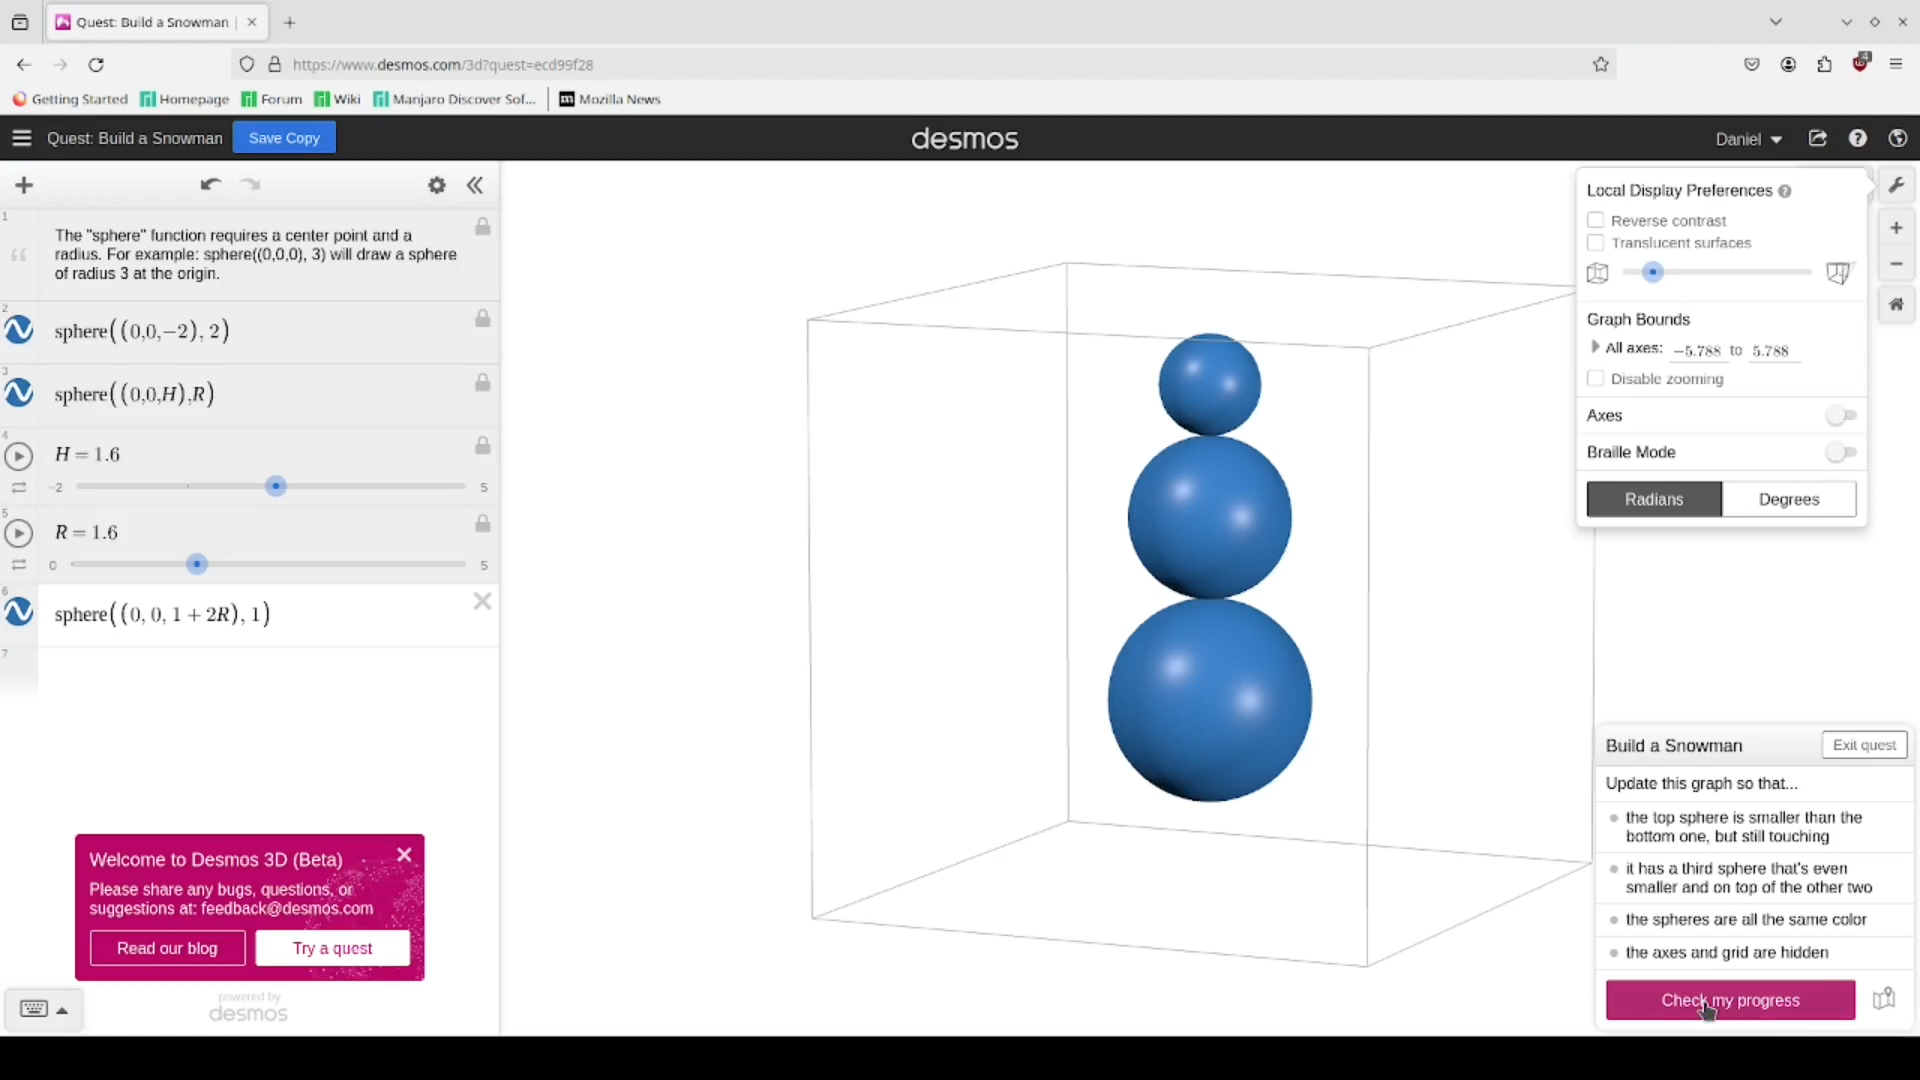 Quest: Build a Snowman |
https://www.desmos.com/3d?quest=ecd99f28
4
Getting Started
Homepage
Forum
Wiki
Manjaro Discover Sof...
Mozilla News
Quest: Build a Snowman
Save Copy
desmos
Daniel
1
The "sphere" function requires a center point and a
radius. For example: sphere((0,0,0), 3) will draw a sphere
of radius 3 at the origin.
2
sphere((0,0,−2), 2)
3
sphere((0,0,H),R)
4
H = 1.6
−2
5
5
R = 1.6
0
5
6
sphere((0, 0, 1 + 2R), 1)
7
Welcome to Desmos 3D (Beta)
Please share any bugs, questions, or
suggestions at: feedback@desmos.com
Read our blog
Try a quest
powered by
desmos
Local Display Preferences
Reverse contrast
Translucent surfaces
Graph Bounds
All axes: −5.788 to 5.788
Disable zooming
Axes
Braille Mode
Radians
Degrees
Build a Snowman
Exit quest
Update this graph so that...
the top sphere is smaller than the
bottom one, but still touching
it has a third sphere that's even
smaller and on top of the other two
the spheres are all the same color
the axes and grid are hidden
Check my progress